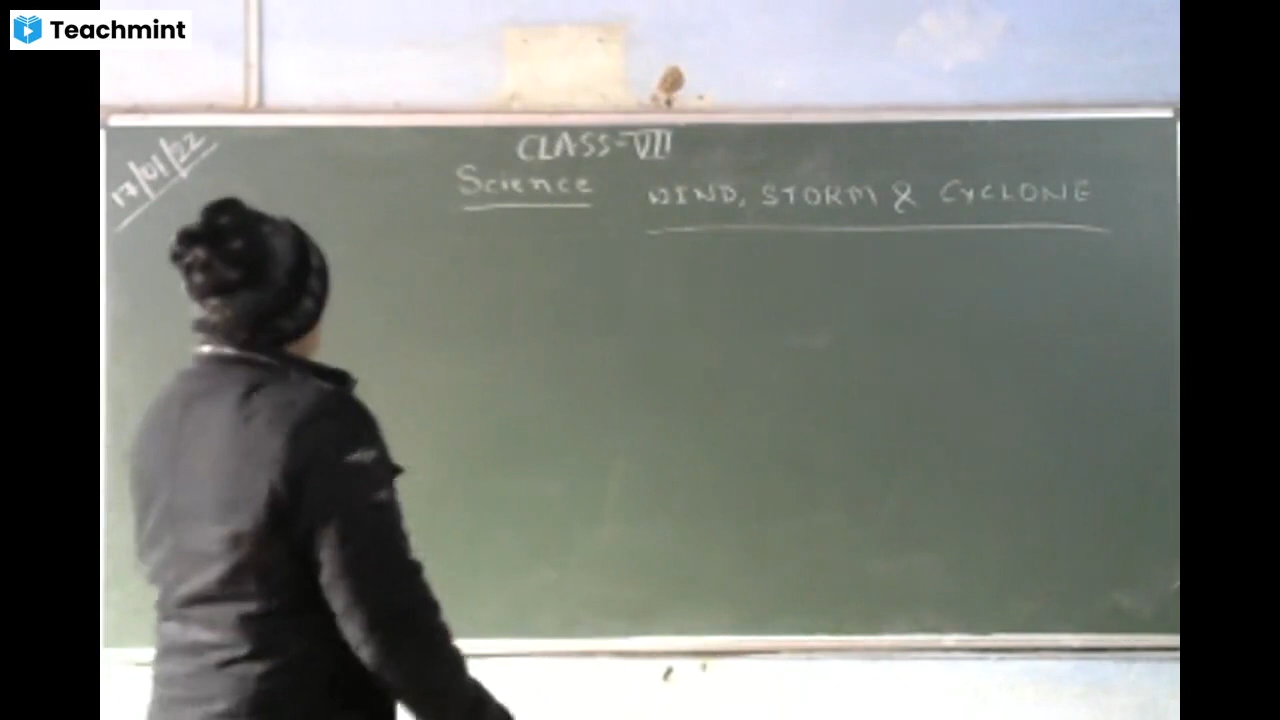 Teachmint
17/01/22
CLASS-VII
Science WIND, STORM & CYCLONE